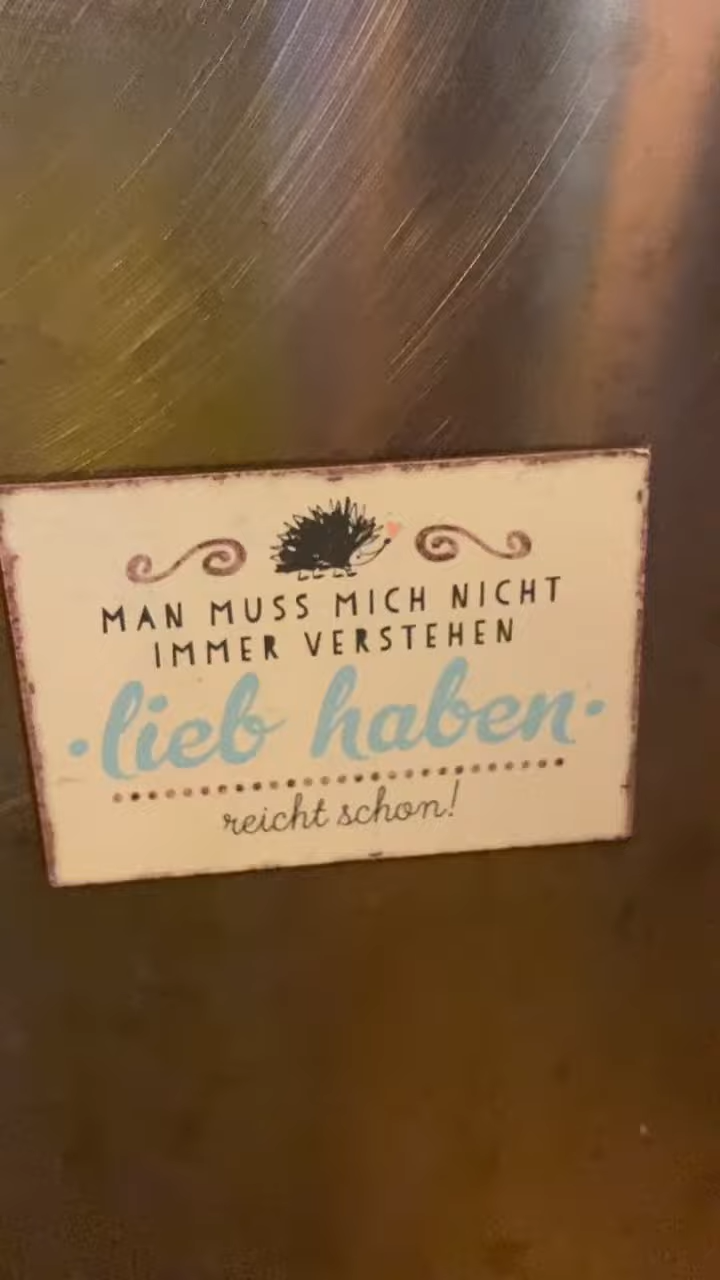 MAN MUSS MICH NICHT
IMMER VERSTEHEN
·lieb haben·
reicht schon!